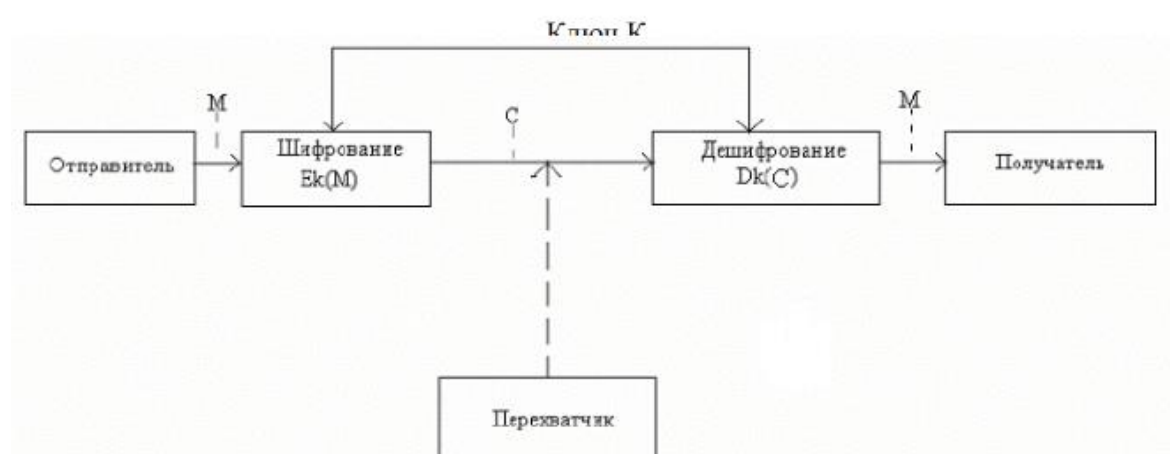 Ключ К
М
С
М
Отправитель
Шифрование
Ek(M)
Дешифрование
Dk(C)
Получатель
Перехватчик